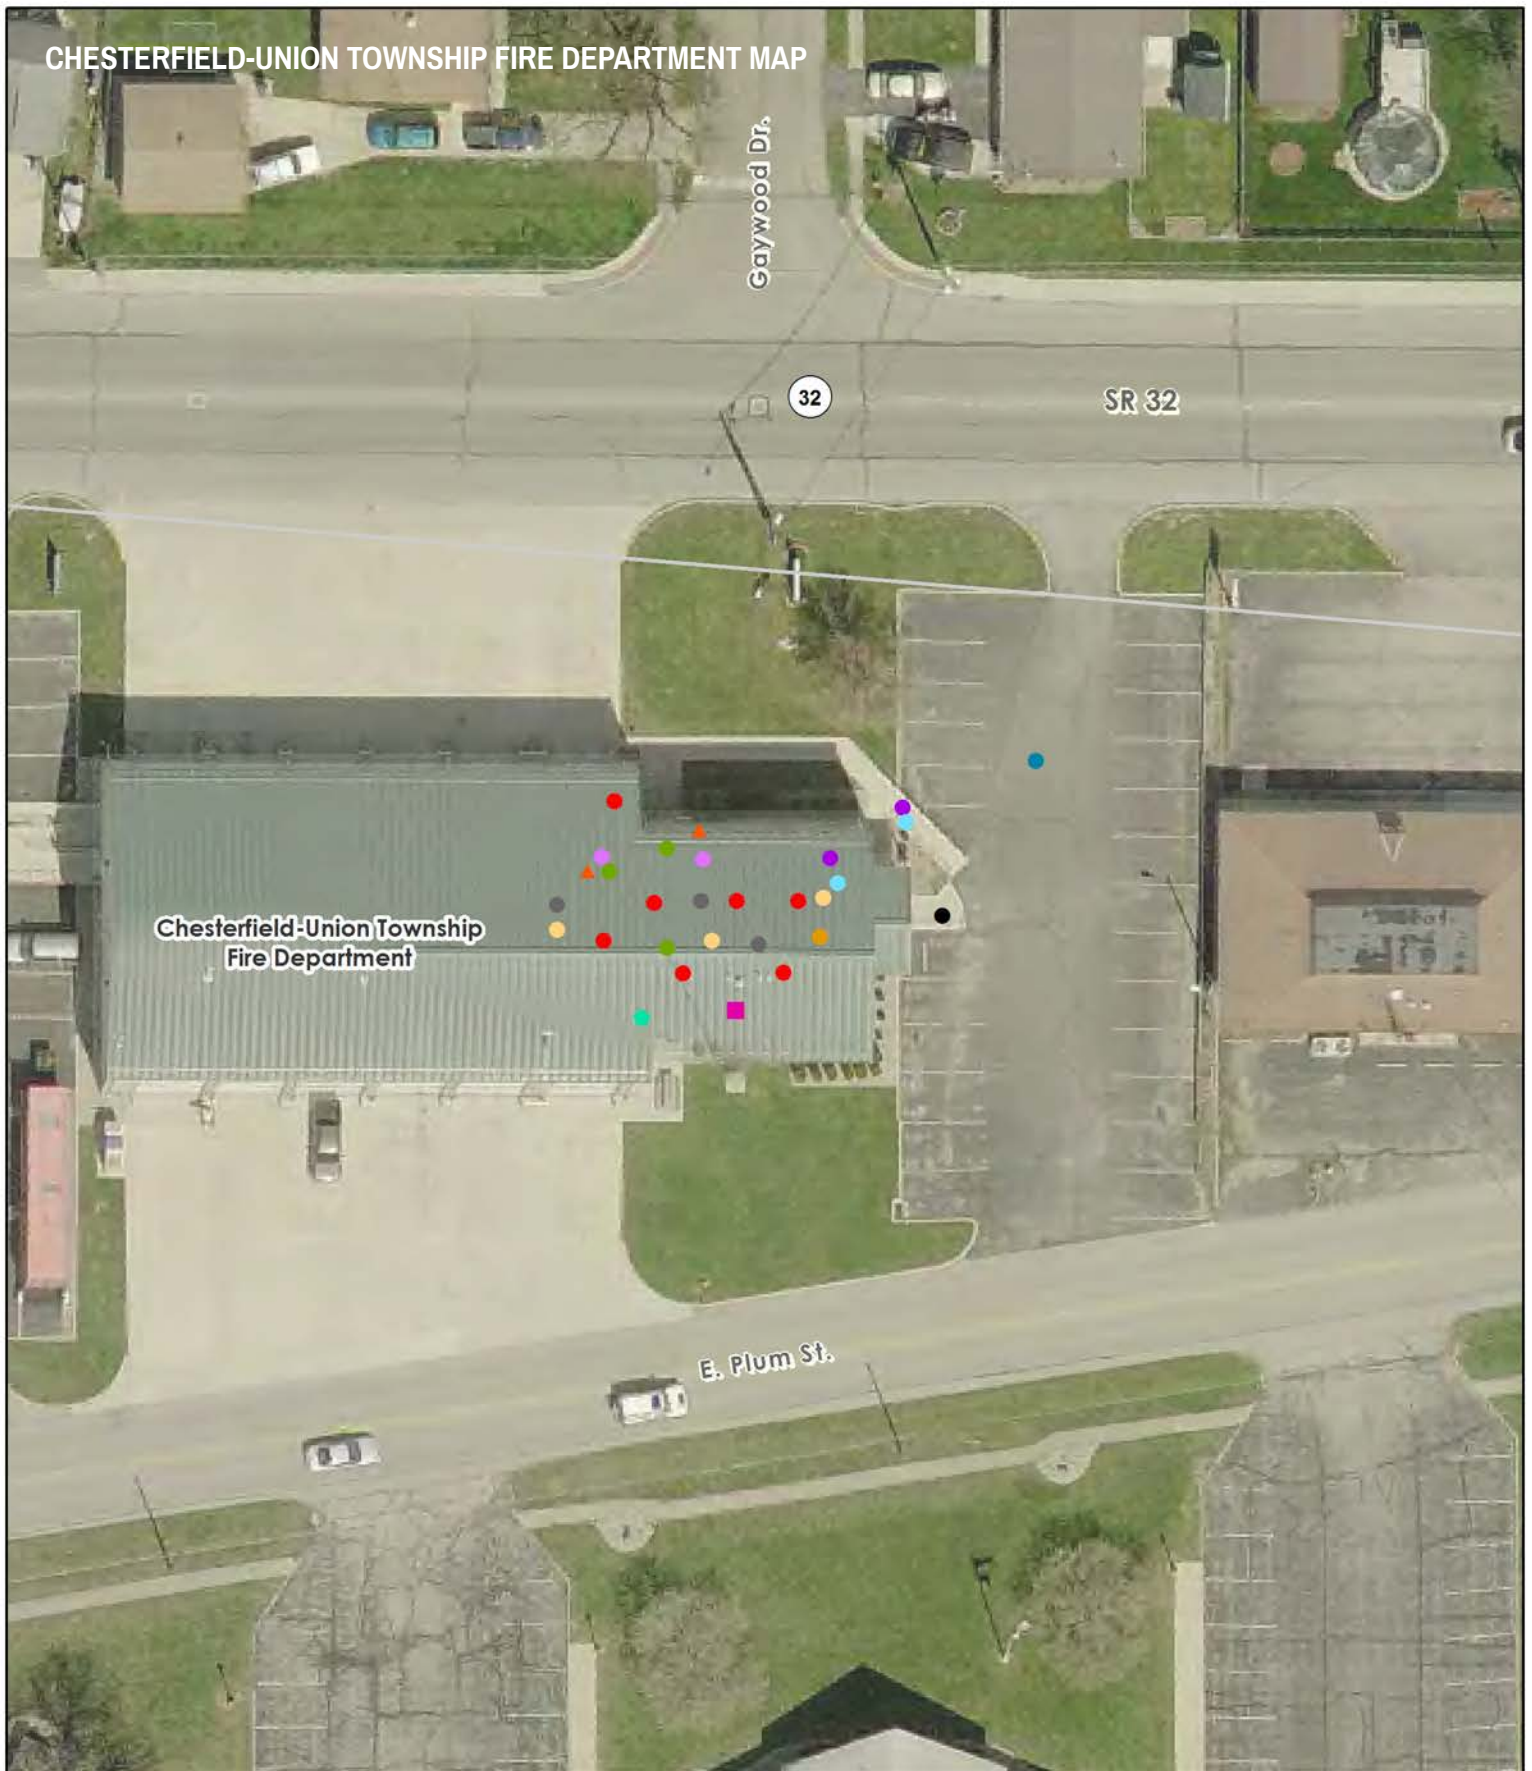 CHESTERFIELD-UNION TOWNSHIP FIRE DEPARTMENT MAP
Gaywood Dr.
32
SR 32
Chesterfield-Union Township
Fire Department
E. Plum St.